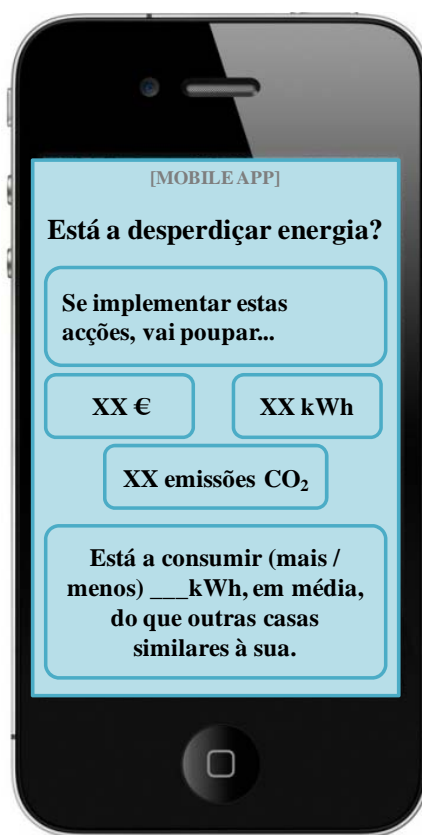 [MOBILE APP]
Está a desperdiçar energia?
Se implementar estas
acções, vai poupar...
XX €
XX kWh
XX emissões CO₂
Está a consumir (mais /
menos) ___kWh, em média,
do que outras casas
similares à sua.